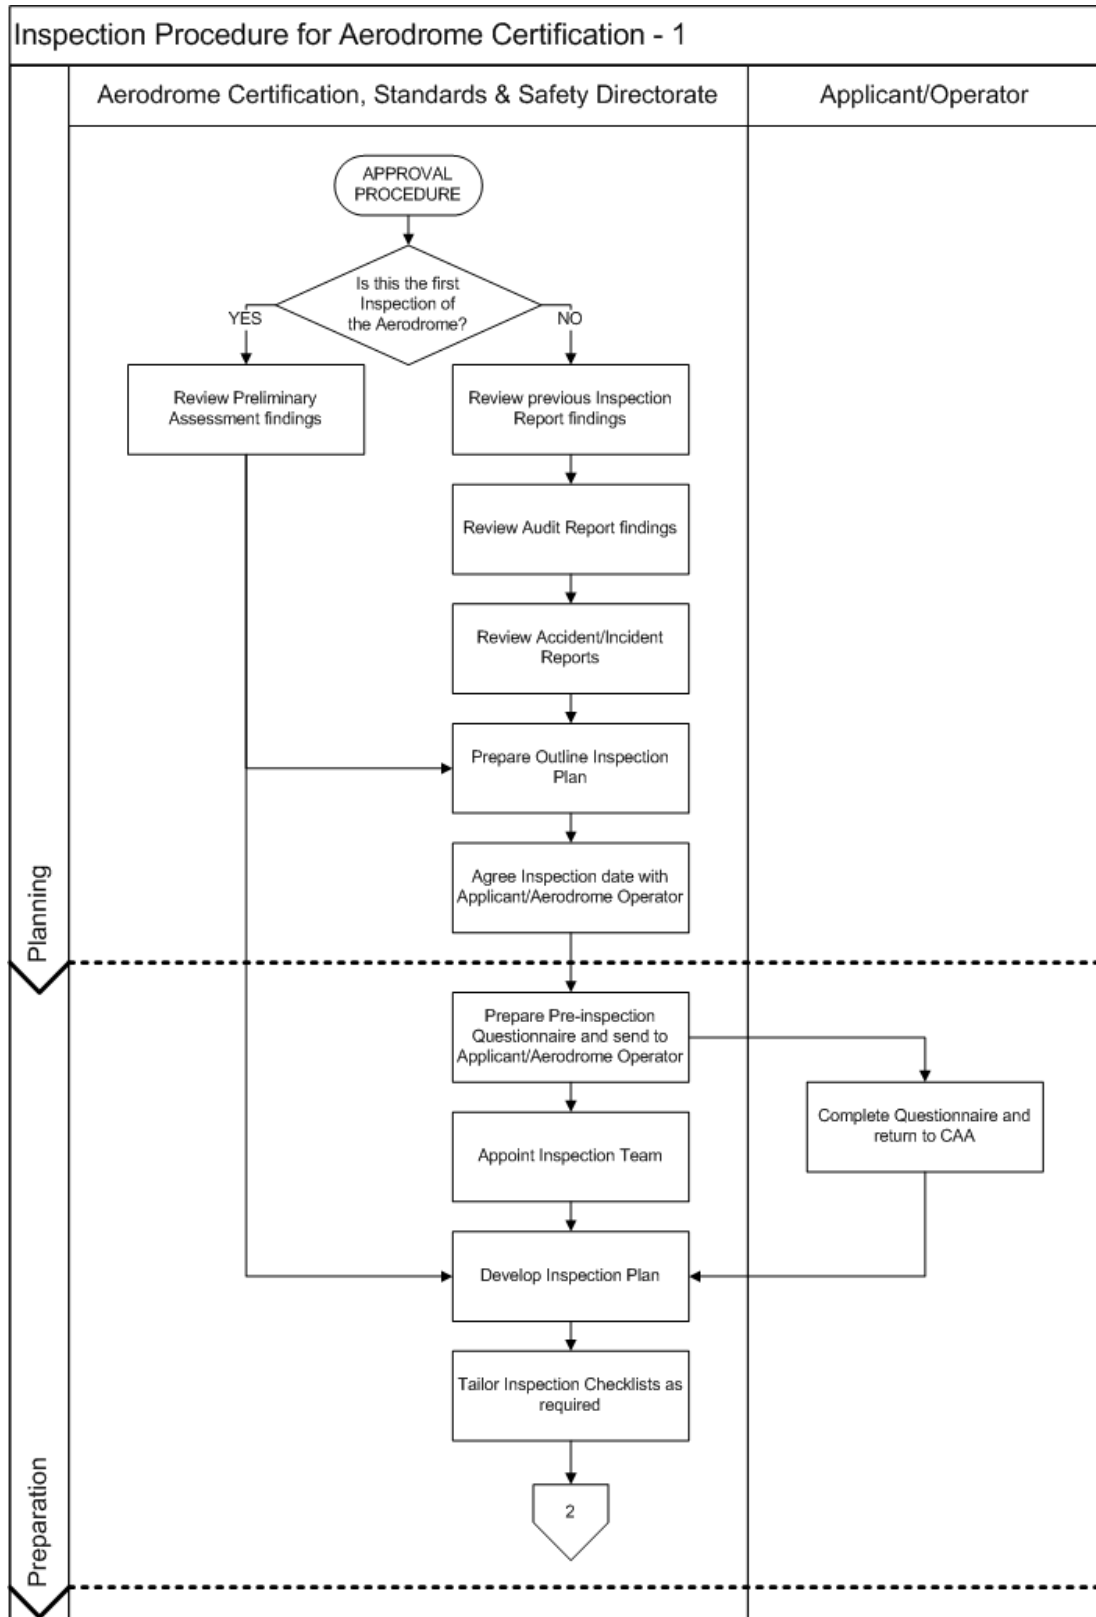 Inspection Procedure for Aerodrome Certification - 1
Aerodrome Certification, Standards & Safety Directorate
Applicant/Operator
APPROVAL
PROCEDURE
Is this the first
Inspection of
the Aerodrome?
YES
NO
Review Preliminary
Assessment findings
Review previous Inspection
Report findings
Review Audit Report findings
Review Accident/Incident
Reports
Prepare Outline Inspection
Plan
Agree Inspection date with
Applicant/Aerodrome Operator
Planning
Prepare Pre-inspection
Questionnaire and send to
Applicant/Aerodrome Operator
Complete Questionnaire and
return to CAA
Appoint Inspection Team
Develop Inspection Plan
Tailor Inspection Checklists as
required
2
Preparation